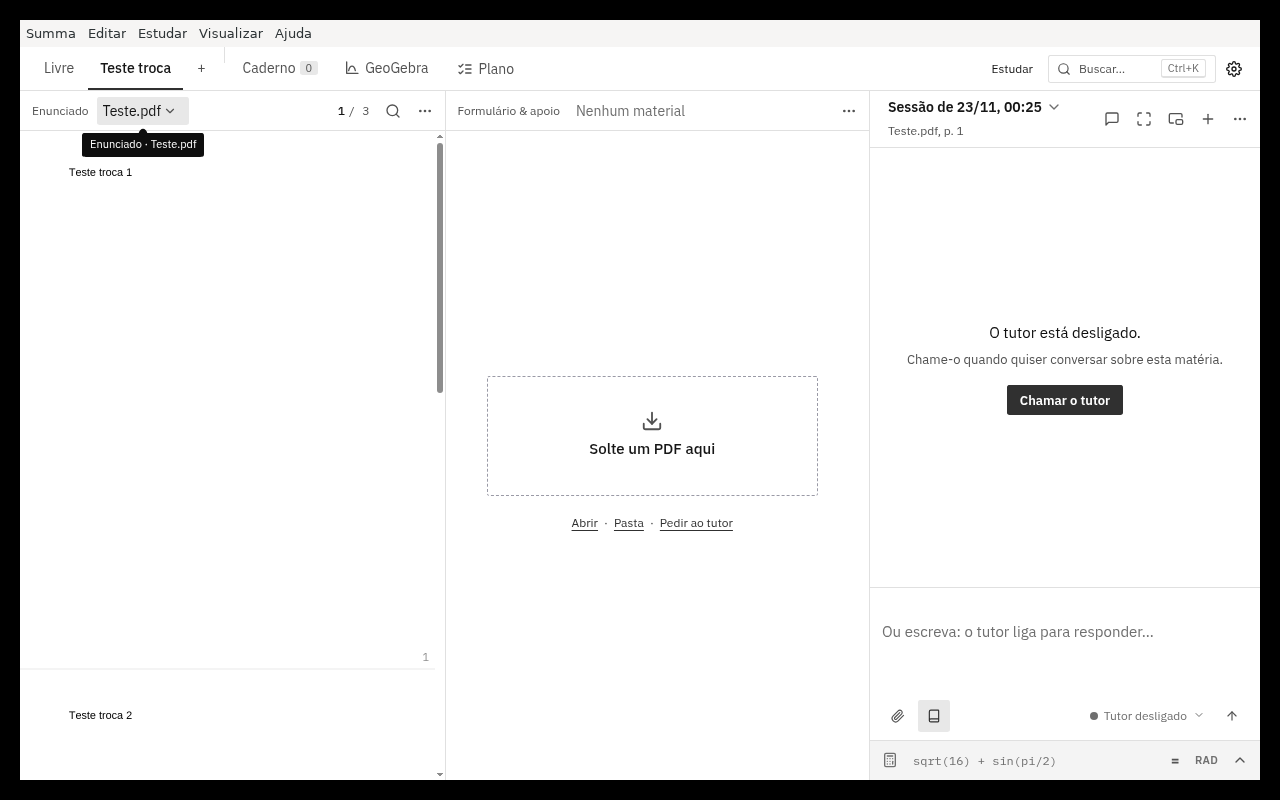 Summa Editar Estudar Visualizar Ajuda
Livre Teste troca + Caderno 0 GeoGebra Plano Estudar Buscar... Ctrl+K
Enunciado Teste.pdf 1 / 3
Enunciado · Teste.pdf
Teste troca 1
1
Teste troca 2
Formulário & apoio Nenhum material
Solte um PDF aqui
Abrir · Pasta · Pedir ao tutor
Sessão de 23/11, 00:25
Teste.pdf, p. 1
O tutor está desligado.
Chame-o quando quiser conversar sobre esta matéria.
Chamar o tutor
Ou escreva: o tutor liga para responder...
Tutor desligado
sqrt(16) + sin(pi/2) = RAD